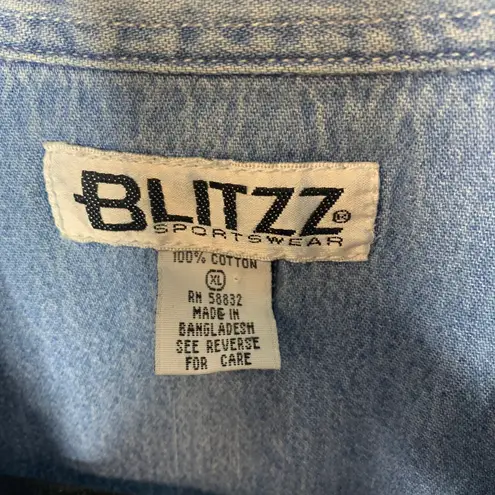 BLITZZ®
SPORTSWEAR
100% COTTON
XL
RN 58832
MADE IN
BANGLADESH
SEE REVERSE
FOR CARE